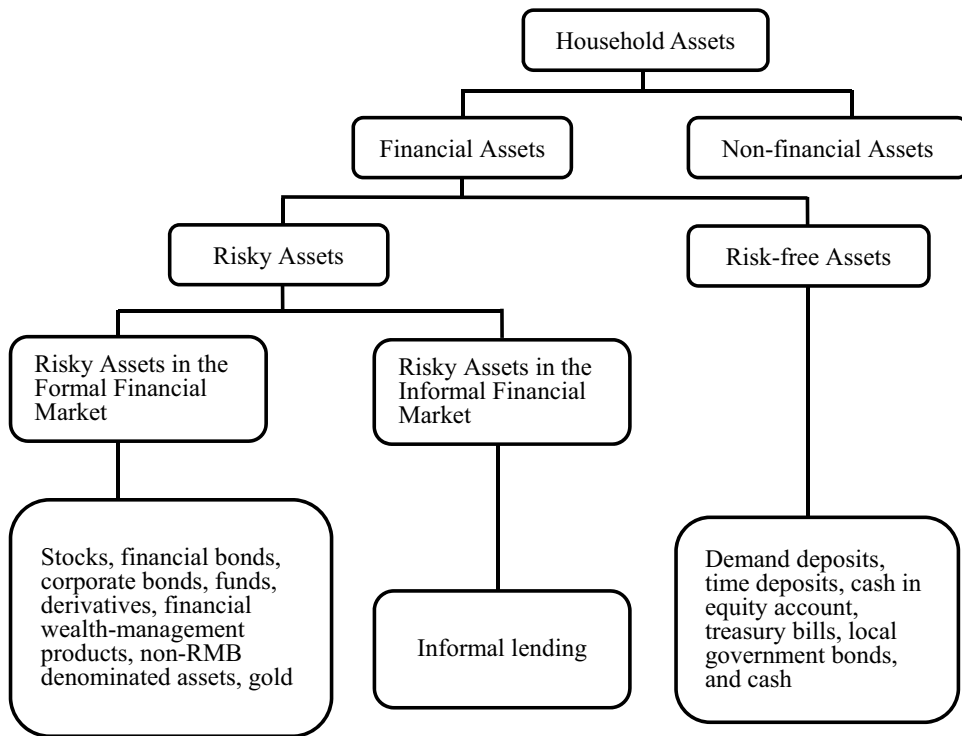 Household Assets
Financial Assets
Non-financial Assets
Risky Assets
Risk-free Assets
Risky Assets in the
Formal Financial
Market
Risky Assets in the
Informal Financial
Market
Stocks, financial bonds,
corporate bonds, funds,
derivatives, financial
wealth-management
products, non-RMB
denominated assets, gold
Informal lending
Demand deposits,
time deposits, cash in
equity account,
treasury bills, local
government bonds,
and cash